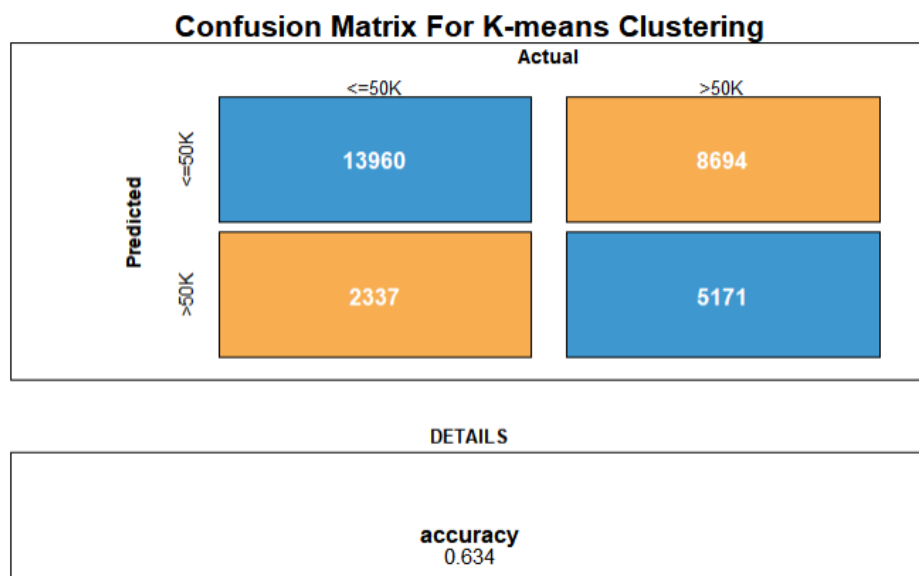 Confusion Matrix For K-means Clustering
Actual
<=50K >50K
Predicted
<=50K
13960 8694
>50K
2337 5171
DETAILS
accuracy
0.634